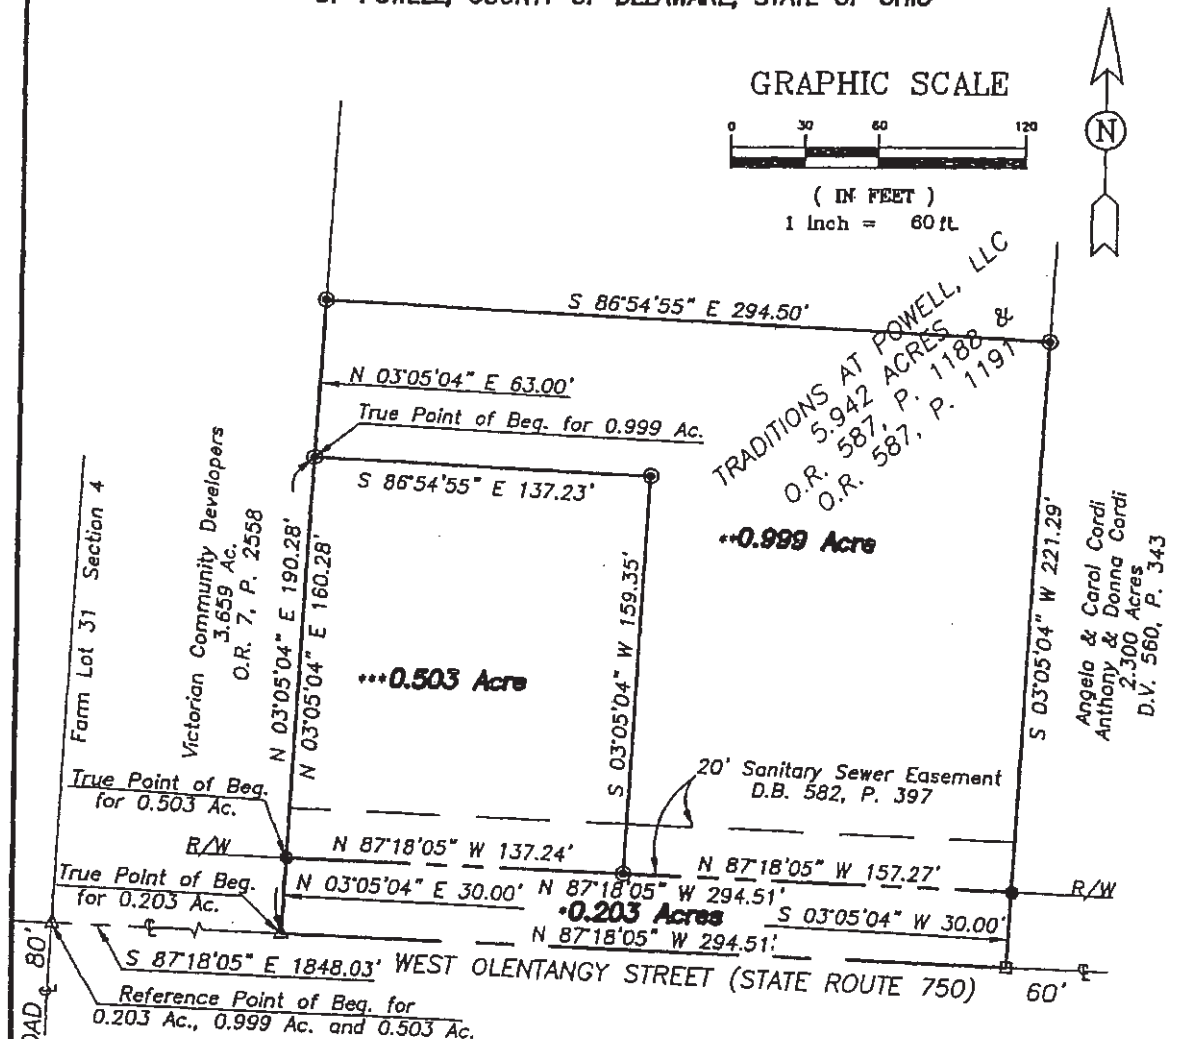 OF POWELL, COUNTY OF DELAWARE, STATE OF OHIO
GRAPHIC SCALE
0 30 60 120
( IN FEET )
1 inch = 60 ft.
N
S 86°54'55" E 294.50'
N 03°05'04" E 63.00'
True Point of Beg. for 0.999 Ac.
S 86°54'55" E 137.23'
TRADITIONS AT POWELL, LLC
5.942 ACRES
O.R. 587, P. 1188 &
O.R. 587, P. 1191
**0.999 Acre
Farm Lot 31 Section 4
Victorian Community Developers
3.659 Ac.
O.R. 7, P. 2558
N 03°05'04" E 190.28'
N 03°05'04" E 160.28'
***0.503 Acre
S 03°05'04" W 159.35'
S 03°05'04" W 221.29'
Angelo & Carol Cordi
Anthony & Donna Cordi
2.300 Acres
D.V. 560, P. 343
True Point of Beg.
for 0.503 Ac.
20' Sanitary Sewer Easement
D.B. 582, P. 397
R/W
N 87°18'05" W 137.24'
N 87°18'05" W 157.27'
R/W
True Point of Beg.
for 0.203 Ac.
N 03°05'04" E 30.00'
N 87°18'05" W 294.51'
*0.203 Acres
S 03°05'04" W 30.00'
N 87°18'05" W 294.51'
S 87°18'05" E 1848.03'
WEST OLENTANGY STREET (STATE ROUTE 750)
60'
80'
OAD
Reference Point of Beg. for
0.203 Ac., 0.999 Ac. and 0.503 Ac.